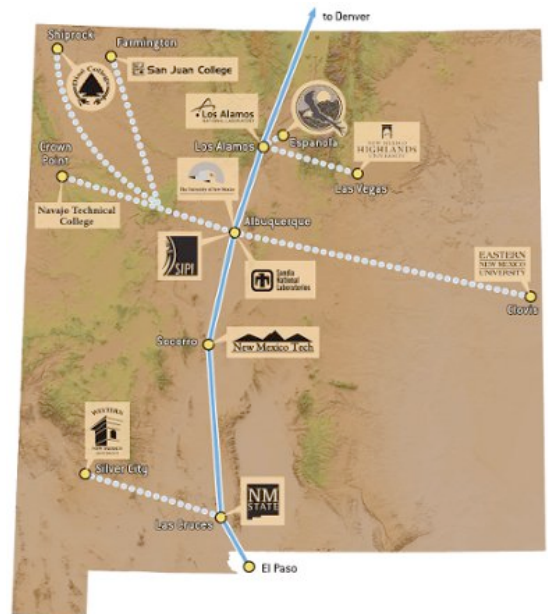 to Denver
Shiprock
Farmington
Diné College
San Juan College
Los Alamos
NATIONAL LABORATORY
Los Alamos
Española
NEW MEXICO
HIGHLANDS
UNIVERSITY
Las Vegas
Crown
Point
The University of New Mexico
Navajo Technical
College
Albuquerque
SIPI
Sandia
National
Laboratories
EASTERN
NEW MEXICO
UNIVERSITY
Clovis
Socorro
New Mexico Tech
WESTERN
NEW MEXICO
UNIVERSITY
Silver City
NM
STATE
Las Cruces
El Paso